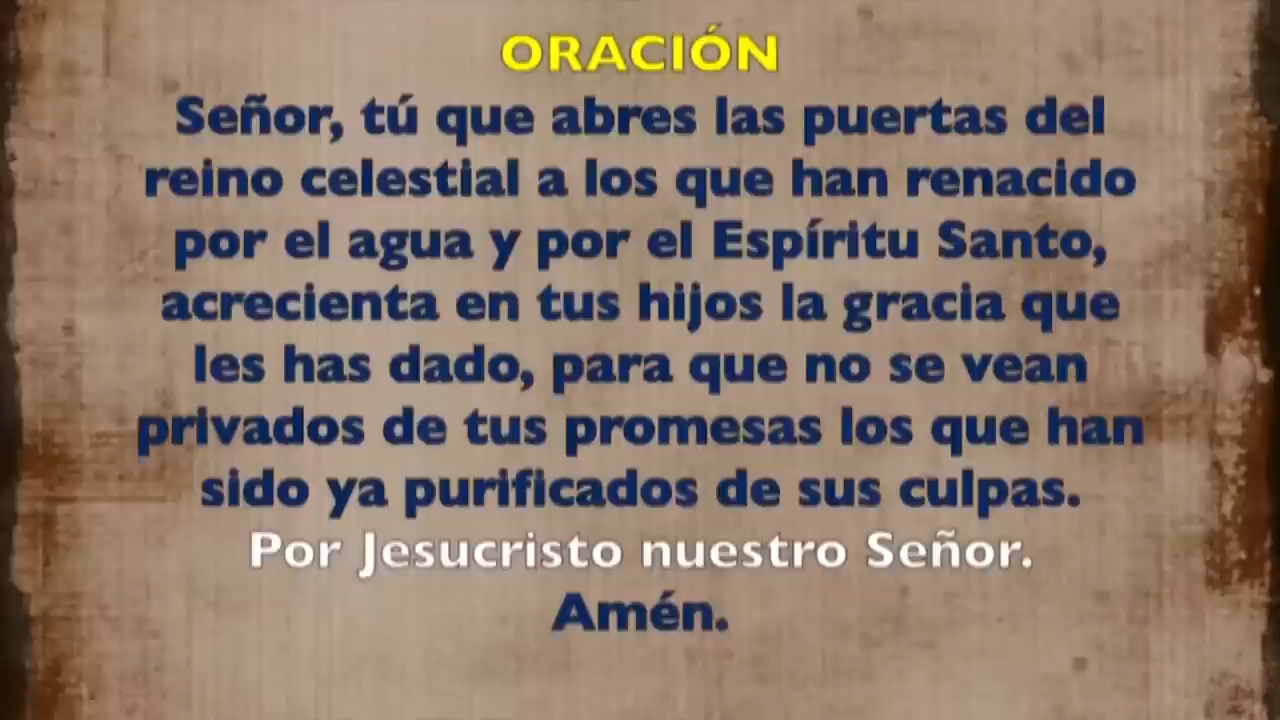 ORACIÓN
Señor, tú que abres las puertas del
reino celestial a los que han renacido
por el agua y por el Espíritu Santo,
acrecienta en tus hijos la gracia que
les has dado, para que no se vean
privados de tus promesas los que han
sido ya purificados de sus culpas.
Por Jesucristo nuestro Señor.
Amén.